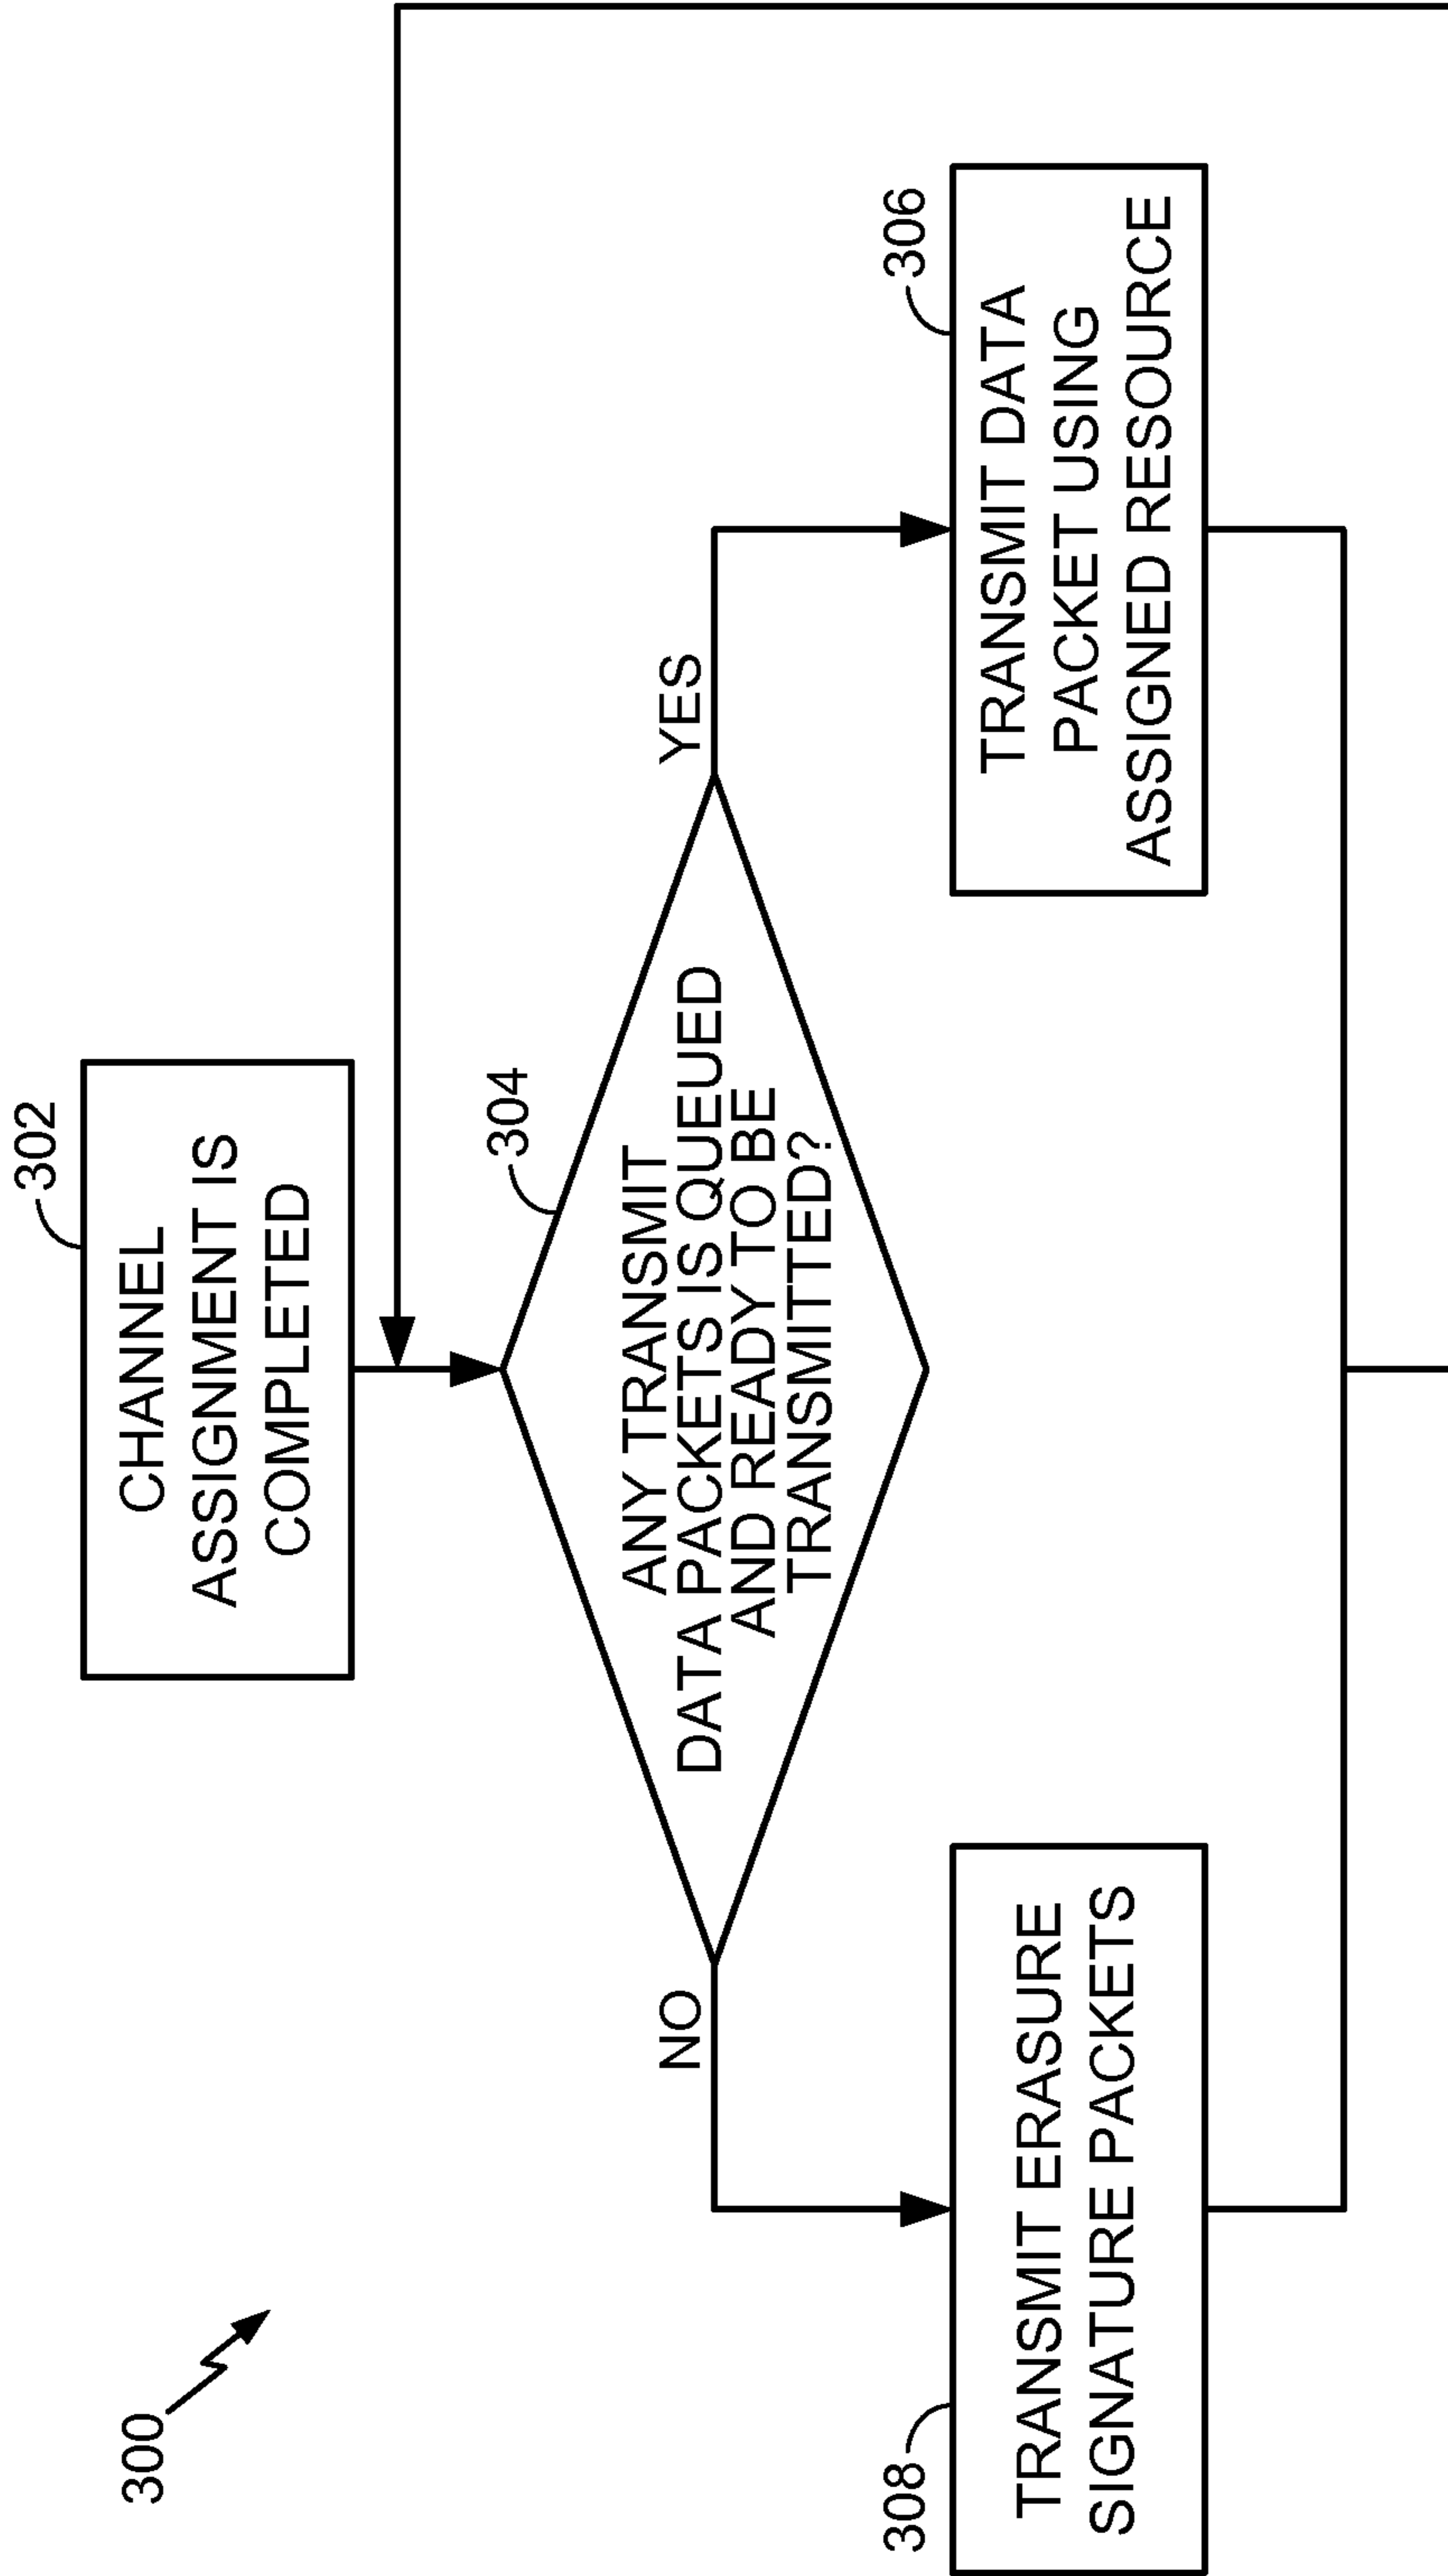 300
302
CHANNEL
ASSIGNMENT IS
COMPLETED
304
ANY TRANSMIT
DATA PACKETS IS QUEUED
AND READY TO BE
TRANSMITTED?
NO
YES
308
TRANSMIT ERASURE
SIGNATURE PACKETS
306
TRANSMIT DATA
PACKET USING
ASSIGNED RESOURCE